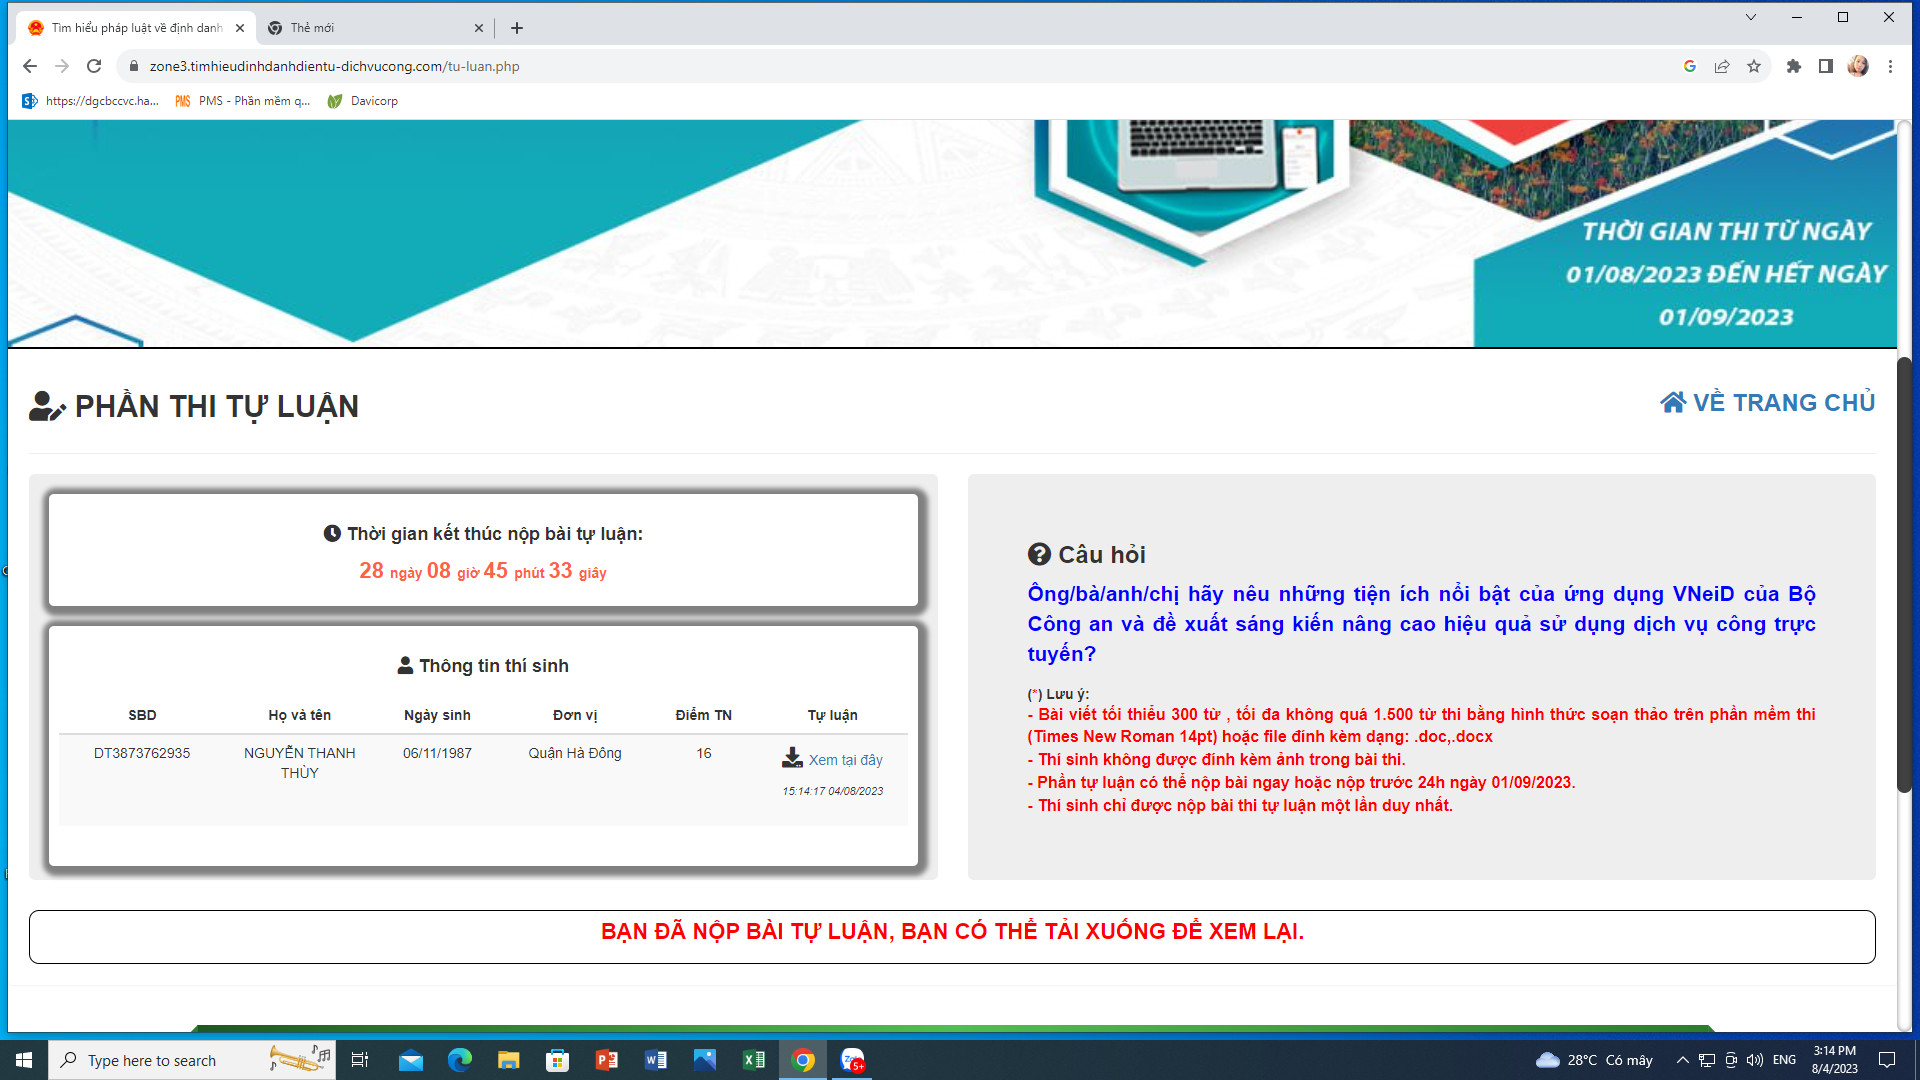 Tìm hiểu pháp luật về định danh
Thẻ mới
zone3.timhieudinhdanhdientu-dichvucong.com/tu-luan.php
https://dgcbccvc.ha...
PMS
PMS - Phần mềm q...
Davicorp
THỜI GIAN THI TỪ NGÀY
01/08/2023 ĐẾN HẾT NGÀY
01/09/2023
PHẦN THI TỰ LUẬN
VỀ TRANG CHỦ
Thời gian kết thúc nộp bài tự luận:
28 ngày 08 giờ 45 phút 33 giây
Thông tin thí sinh
SBD Họ và tên Ngày sinh Đơn vị Điểm TN Tự luận
DT3873762935 NGUYỄN THANH THÙY 06/11/1987 Quận Hà Đông 16 Xem tại đây
15:14:17 04/08/2023
Câu hỏi
Ông/bà/anh/chị hãy nêu những tiện ích nổi bật của ứng dụng VNeiD của Bộ
Công an và đề xuất sáng kiến nâng cao hiệu quả sử dụng dịch vụ công trực
tuyến?
(*) Lưu ý:
- Bài viết tối thiểu 300 từ , tối đa không quá 1.500 từ thi bằng hình thức soạn thảo trên phần mềm thi
(Times New Roman 14pt) hoặc file đính kèm dạng: .doc,.docx
- Thí sinh không được đính kèm ảnh trong bài thi.
- Phần tự luận có thể nộp bài ngay hoặc nộp trước 24h ngày 01/09/2023.
- Thí sinh chỉ được nộp bài thi tự luận một lần duy nhất.
BẠN ĐÃ NỘP BÀI TỰ LUẬN, BẠN CÓ THỂ TẢI XUỐNG ĐỂ XEM LẠI.
Type here to search
5+
28°C Có mây
ENG
3:14 PM
8/4/2023